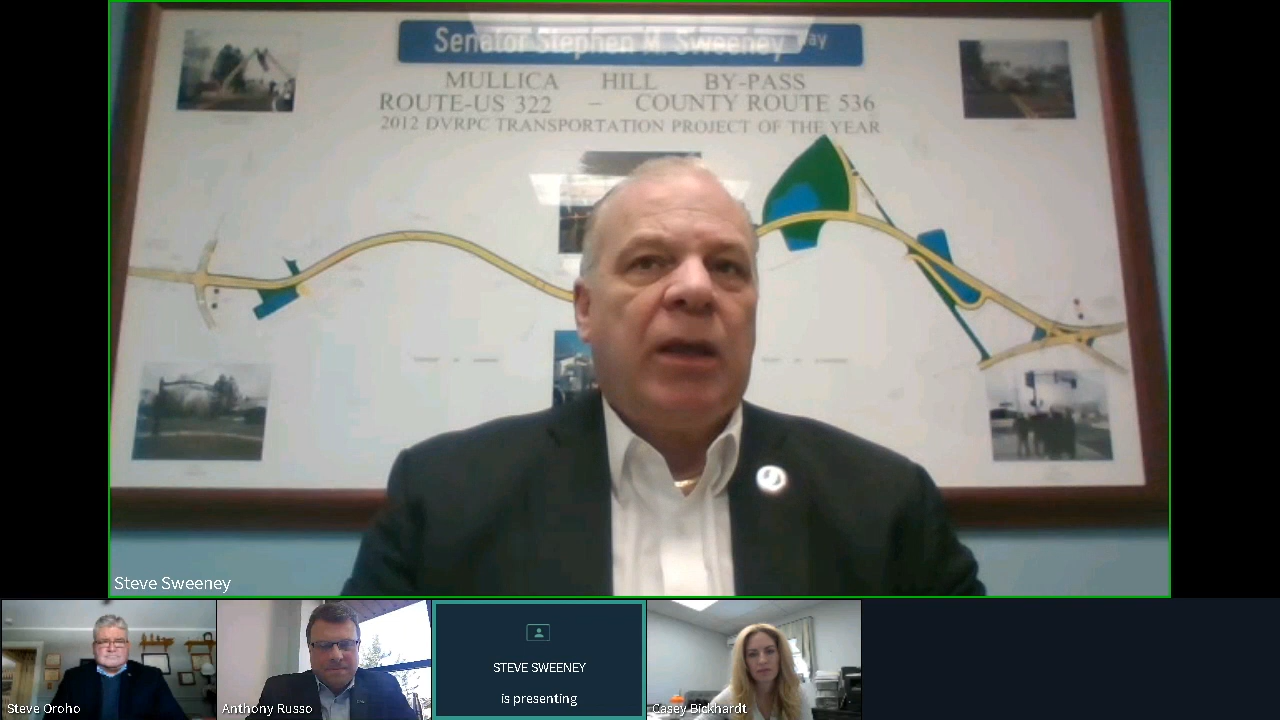 Senator Stephen M. Sweeney Way
MULLICA HILL BY-PASS
ROUTE-US 322 – COUNTY ROUTE 536
2012 DVRPC TRANSPORTATION PROJECT OF THE YEAR
Steve Sweeney
Steve Oroho
Anthony Russo
STEVE SWEENEY
is presenting
Casey Bickhardt